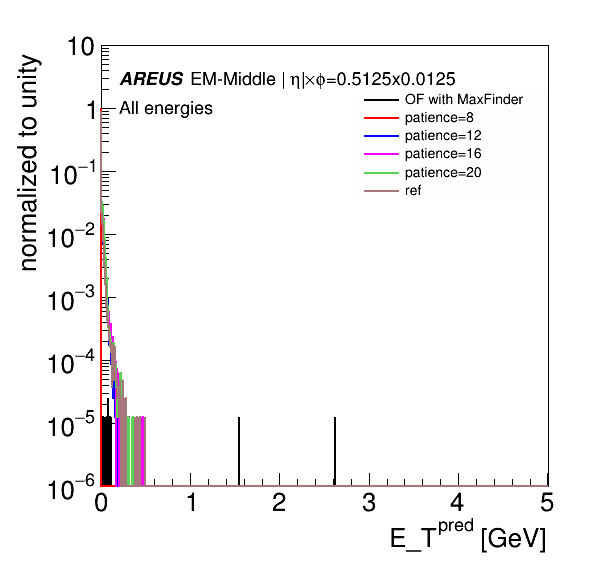 normalized to unity
10
1
10⁻¹
10⁻²
10⁻³
10⁻⁴
10⁻⁵
10⁻⁶
AREUS EM-Middle | η|×ϕ=0.5125x0.0125
All energies
OF with MaxFinder
patience=8
patience=12
patience=16
patience=20
ref
0 1 2 3 4 5
E_T^pred [GeV]